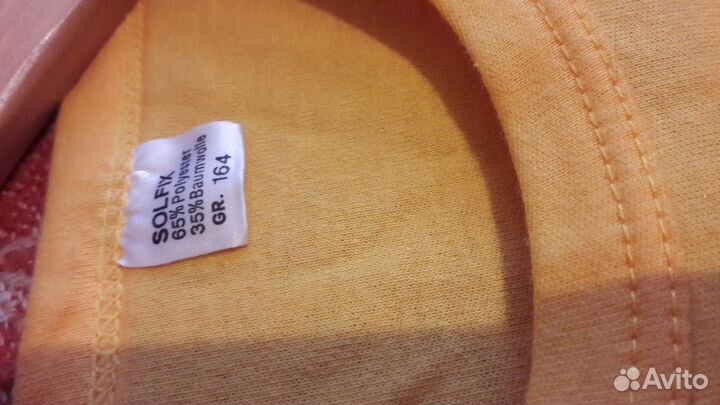 SOLFIX
65% Polyester
35% Baumwolle
GR. 164
Avito